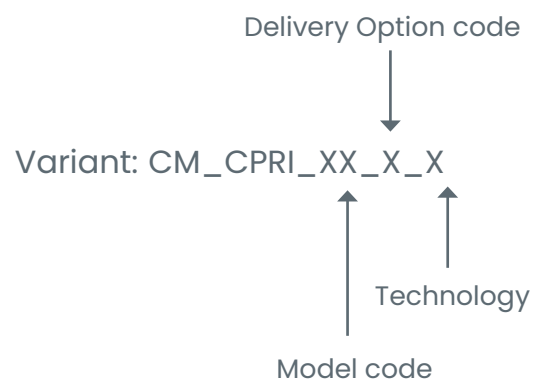 Delivery Option code
Variant: CM_CPRI_XX_X_X
Technology
Model code